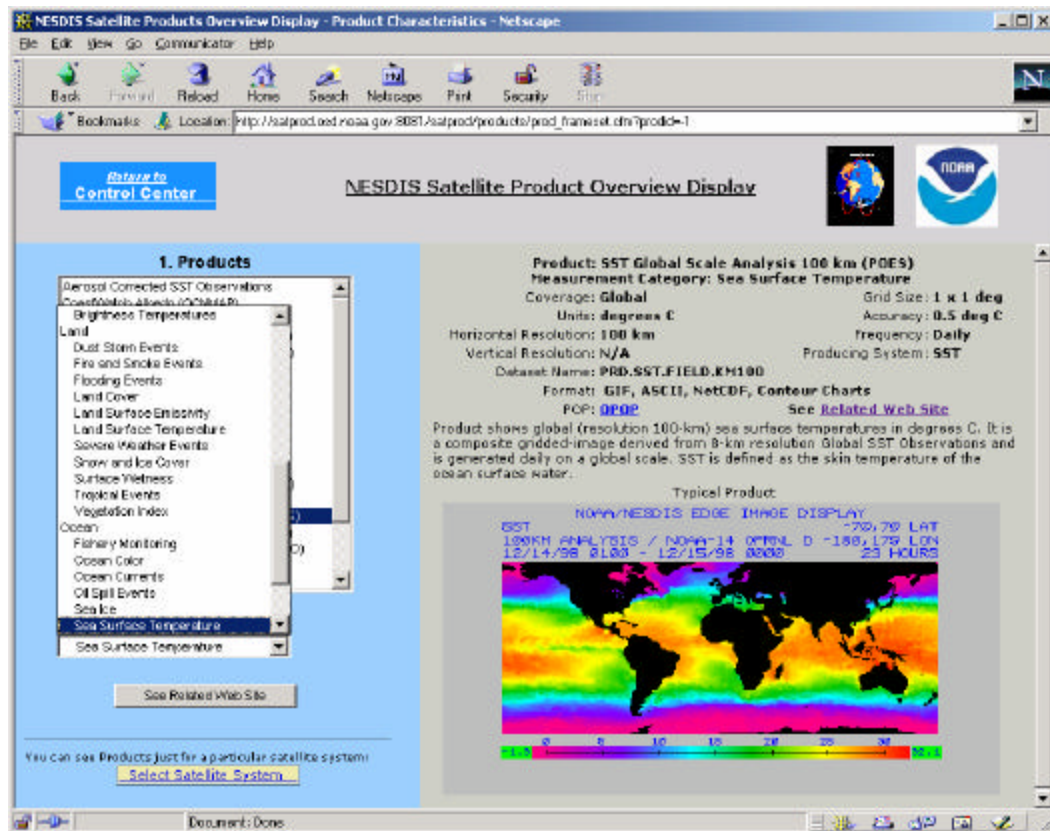 NESDIS Satellite Products Overview Display - Product Characteristics - Netscape
File Edit View Go Communicator Help
Back Forward Reload Home Search Netscape Print Security Stop
Bookmarks Location: http://satprod.osd.noaa.gov:8081/satprod/products/prod_frameset.cfm?prodid=-1
Return to
Control Center
NESDIS Satellite Product Overview Display
NOAA
1. Products
Aerosol Corrected SST Observations
CoastWatch Albedo (OCNMAP)
Brightness Temperatures
Land
Dust Storm Events
Fire and Smoke Events
Flooding Events
Land Cover
Land Surface Emissivity
Land Surface Temperature
Severe Weather Events
Snow and Ice Cover
Surface Wetness
Tropical Events
Vegetation Index
Ocean
Fishery Monitoring
Ocean Color
Ocean Currents
Oil Spill Events
Sea Ice
Sea Surface Temperature
Sea Surface Temperature
See Related Web Site
You can see Products just for a particular satellite system:
Select Satellite System
Product: SST Global Scale Analysis 100 km (POES)
Measurement Category: Sea Surface Temperature
Coverage: Global Grid Size: 1 x 1 deg
Units: degrees C Accuracy: 0.5 deg C
Horizontal Resolution: 100 km Frequency: Daily
Vertical Resolution: N/A Producing System: SST
Dataset Name: PRD.SST.FIELD.KM100
Format: GIF, ASCII, NetCDF, Contour Charts
POP: OPOP See Related Web Site
Product shows global (resolution 100-km) sea surface temperatures in degrees C. It is
a composite gridded-image derived from 8-km resolution Global SST Observations and
is generated daily on a global scale. SST is defined as the skin temperature of the
ocean surface water.
Typical Product
NOAA/NESDIS EDGE IMAGE DISPLAY
SST -70,70 LAT
100KM ANALYSIS / NOAA-14 OPRNL D -180,179 LON
12/14/98 0100 - 12/15/98 0000 23 HOURS
0 5 10 15 20 25 30
-1.9
Document: Done